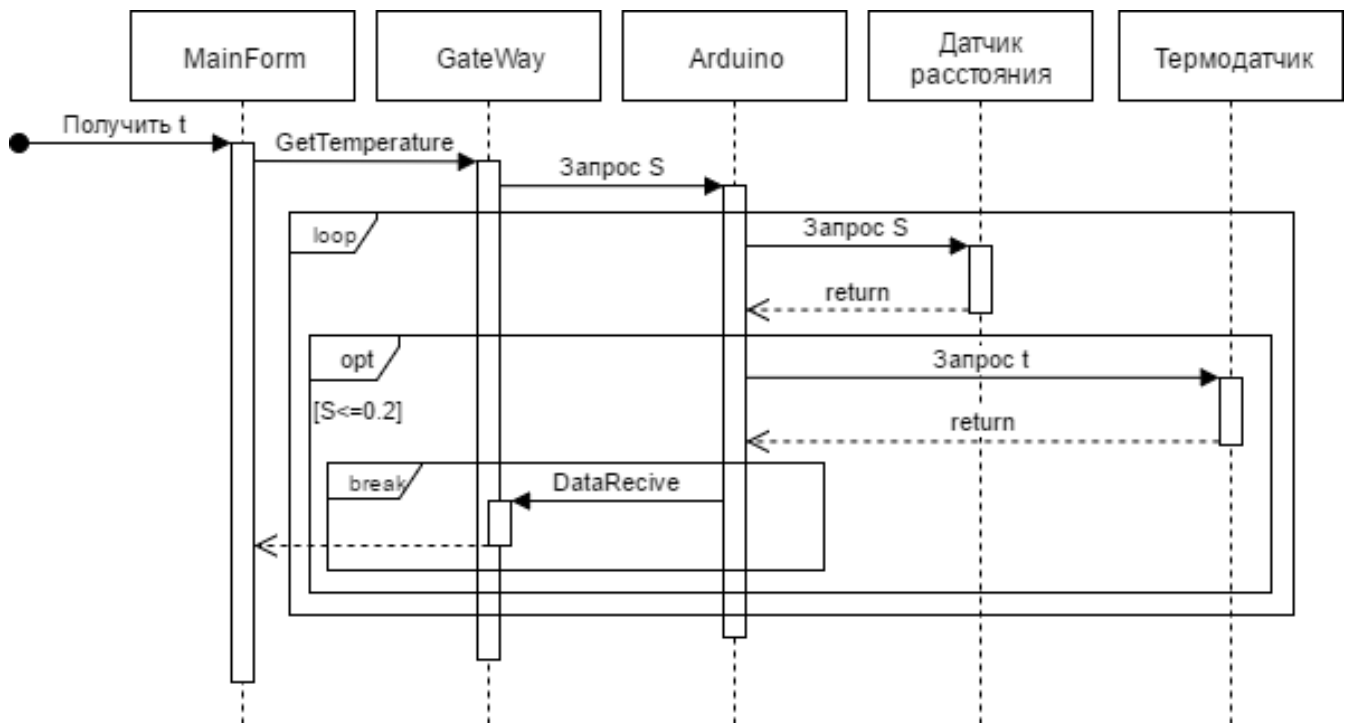 MainForm
GateWay
Arduino
Датчик
расстояния
Термодатчик
Получить t
GetTemperature
Запрос S
loop
Запрос S
return
opt
Запрос t
[S<=0.2]
return
break
DataRecive